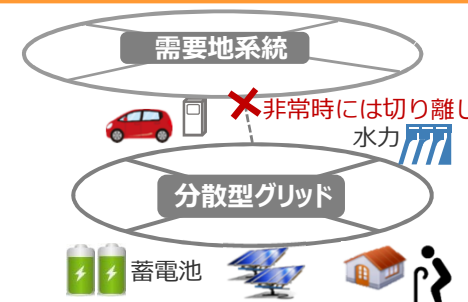 需要地系統
非常時には切り離し
水力
分散型グリッド
蓄電池